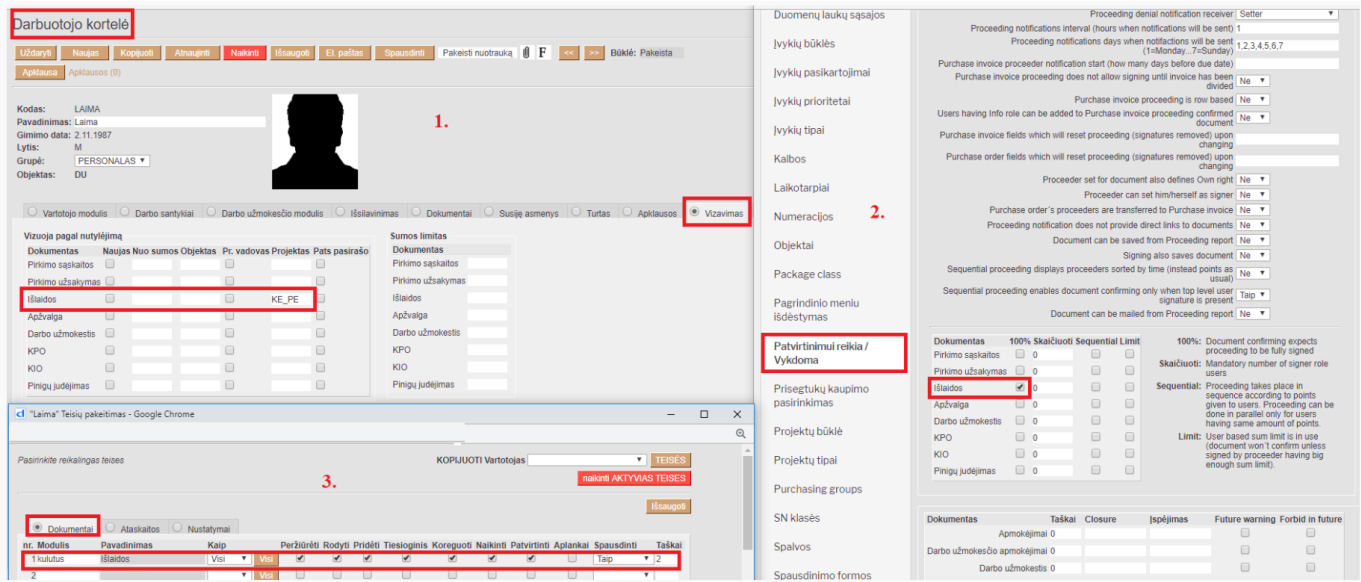 Darbuotojo kortelė
Uždaryti Naujas Kopijuoti Atnaujinti Naikinti Išsaugoti El. paštas Spausdinti Pakeisti nuotrauką F << >> Būklė: Pakeista
Apklausa Apklausos (0)
Kodas: LAIMA
Pavadinimas: Laima
Gimimo data: 2.11.1987
Lytis: M
Grupė: PERSONALAS
Objektas: DU
1.
Vartotojo modulis Darbo santykiai Darbo užmokesčio modulis Išsilavinimas Dokumentai Susiję asmenys Turtas Apklausos Vizavimas
Vizuoja pagal nutylėjimą
Dokumentas Naujas Nuo sumos Objektas Pr. vadovas Projektas Pats pasirašo
Pirkimo sąskaitos
Pirkimo užsakymas
Išlaidos KE_PE
Apžvalga
Darbo užmokestis
KPO
KIO
Pinigų judėjimas
Sumos limitas
Dokumentas
Pirkimo sąskaitos
Pirkimo užsakymas
Išlaidos
Apžvalga
Darbo užmokestis
KPO
KIO
Pinigų judėjimas
"Laima" Teisių pakeitimas - Google Chrome
Pasirinkite reikalingas teises
KOPIJUOTI Vartotojas TEISĖS
naikinti AKTYVIAS TEISES
3.
Išsaugoti
Dokumentai Ataskaitos Nustatymai
nr. Modulis Pavadinimas Kaip Peržiūrėti Rodyti Pridėti Tiesioginis Koreguoti Naikinti Patvirtinti Aplankai Spausdinti Taškai
1 kulutus Išlaidos Visi Visi Taip 2
2 Visi
Duomenų laukų sąsajos
Įvykių būklės
Įvykių pasikartojimai
Įvykių prioritetai
Įvykių tipai
Kalbos
Laikotarpiai
Numeracijos
Objektai
Package class
Pagrindinio meniu
išdėstymas
Patvirtinimui reikia /
Vykdoma
Prisegtukų kaupimo
pasirinkimas
Projektų būklė
Projektų tipai
Purchasing groups
SN klasės
Spalvos
Spausdinimo formos
2.
Proceeding denial notification receiver Setter
Proceeding notifications interval (hours when notifications will be sent) 1
Proceeding notifications days when notifactions will be sent
(1=Monday...7=Sunday) 1,2,3,4,5,6,7
Purchase invoice proceeder notification start (how many days before due date)
Purchase invoice proceeding does not allow signing until invoice has been
divided Ne
Purchase invoice proceeding is row based Ne
Users having Info role can be added to Purchase invoice proceeding confirmed
document Ne
Purchase invoice fields which will reset proceeding (signatures removed) upon
changing
Purchase order fields which will reset proceeding (signatures removed) upon
changing
Proceeder set for document also defines Own right Ne
Proceeder can set him/herself as signer Ne
Purchase order`s proceeders are transferred to Purchase invoice Ne
Proceeding notification does not provide direct links to documents Ne
Document can be saved from Proceeding report Ne
Signing also saves document Ne
Sequential proceeding displays proceeders sorted by time (instead points as
usual) Ne
Sequential proceeding enables document confirming only when top level user
signature is present Taip
Document can be mailed from Proceeding report Ne
Dokumentas 100% Skaičiuoti Sequential Limit
Pirkimo sąskaitos 0
Pirkimo užsakymas 0
Išlaidos 0
Apžvalga 0
Darbo užmokestis 0
KPO 0
KIO 0
Pinigų judėjimas 0
100%: Document confirming expects
proceeding to be fully signed
Skaičiuoti: Mandatory number of signer role
users
Sequential: Proceeding takes place in
sequence according to points
given to users. Proceeding can be
done in parallel only for users
having same amount of points.
Limit: User based sum limit is in use
(document won`t confirm unless
signed by proceeder having big
enough sum limit).
Dokumentas Taškai Closure Įspėjimas Future warning Forbid in future
Apmokėjimai 0
Darbo užmokesčio apmokėjimai 0
Darbo užmokestis 0